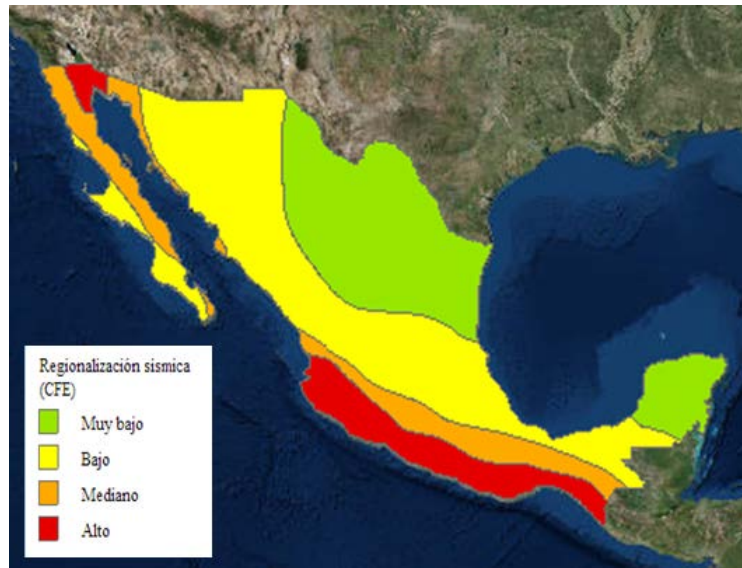 Regionalización sísmica
(CFE)
Muy bajo
Bajo
Mediano
Alto